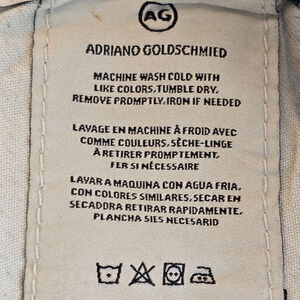 AG
ADRIANO GOLDSCHMIED
MACHINE WASH COLD WITH
LIKE COLORS, TUMBLE DRY.
REMOVE PROMPTLY, IRON IF NEEDED
LAVAGE EN MACHINE À FROID AVEC
COMME COULEURS, SÈCHE-LINGE
À RETIRER PROMPTEMENT,
FER SI NÉCESSAIRE
LAVAR A MAQUINA CON AGUA FRIA,
CON COLORES SIMILARES, SECAR EN
SECADORA RETIRAR RAPIDAMENTE,
PLANCHA SIES NECESARIO